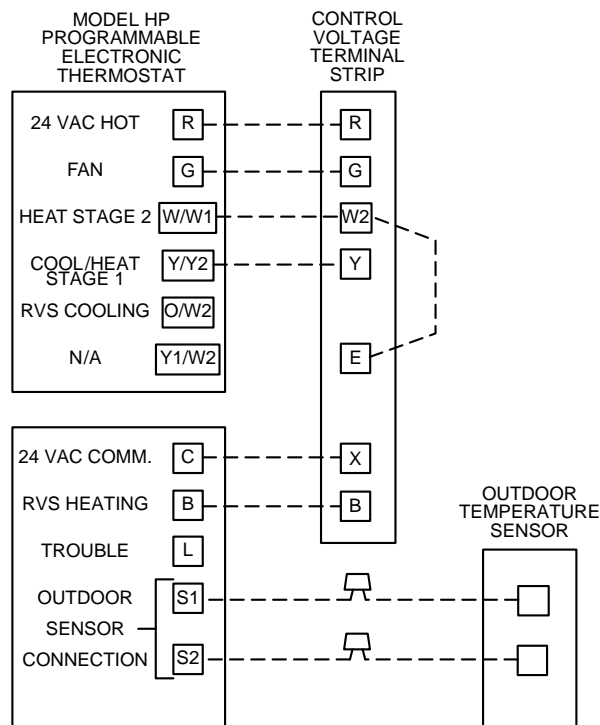 MODEL HP
PROGRAMMABLE
ELECTRONIC
THERMOSTAT
CONTROL
VOLTAGE
TERMINAL
STRIP
24 VAC HOT R R
FAN G G
HEAT STAGE 2 W/W1 W2
COOL/HEAT
STAGE 1 Y/Y2 Y
RVS COOLING O/W2
N/A Y1/W2 E
24 VAC COMM. C X
RVS HEATING B B
TROUBLE L
OUTDOOR
TEMPERATURE
SENSOR
OUTDOOR S1
SENSOR
CONNECTION S2